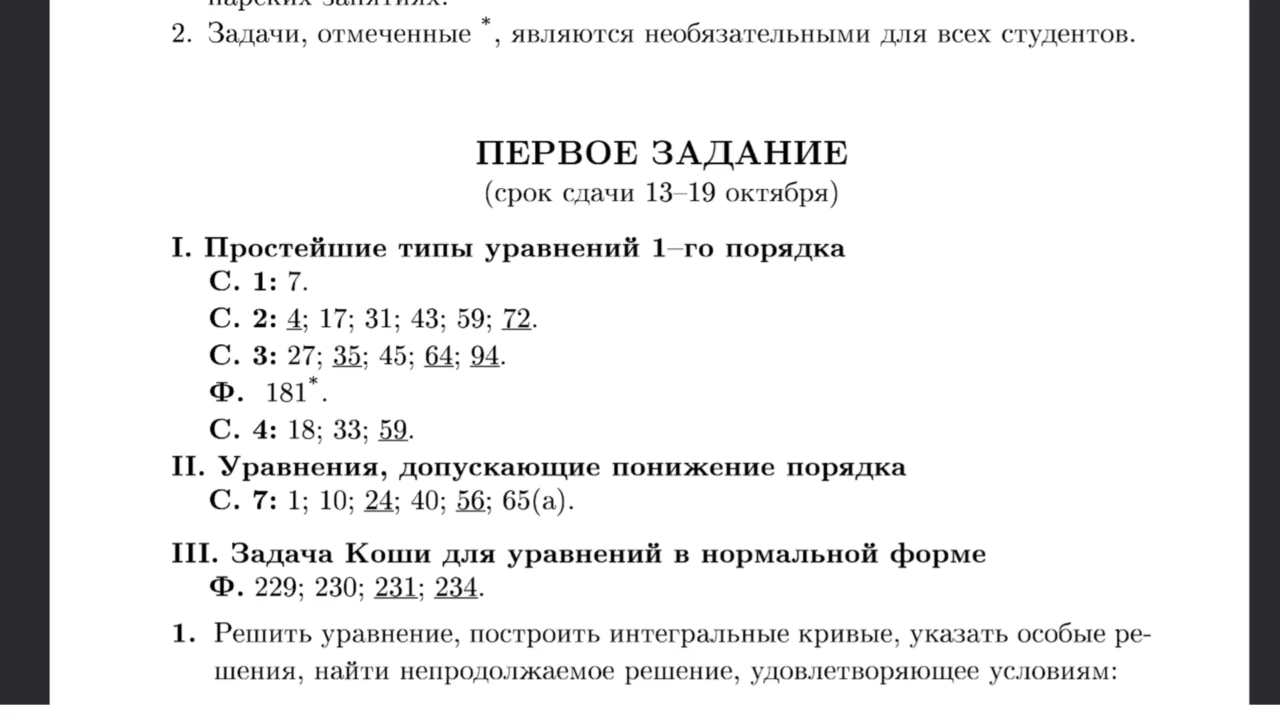 парских занятиях.
2. Задачи, отмеченные *, являются необязательными для всех студентов.
ПЕРВОЕ ЗАДАНИЕ
(срок сдачи 13–19 октября)
I. Простейшие типы уравнений 1–го порядка
С. 1: 7.
С. 2: 4; 17; 31; 43; 59; 72.
С. 3: 27; 35; 45; 64; 94.
Ф. 181*.
С. 4: 18; 33; 59.
II. Уравнения, допускающие понижение порядка
С. 7: 1; 10; 24; 40; 56; 65(а).
III. Задача Коши для уравнений в нормальной форме
Ф. 229; 230; 231; 234.
1. Решить уравнение, построить интегральные кривые, указать особые ре-
шения, найти непродолжаемое решение, удовлетворяющее условиям: